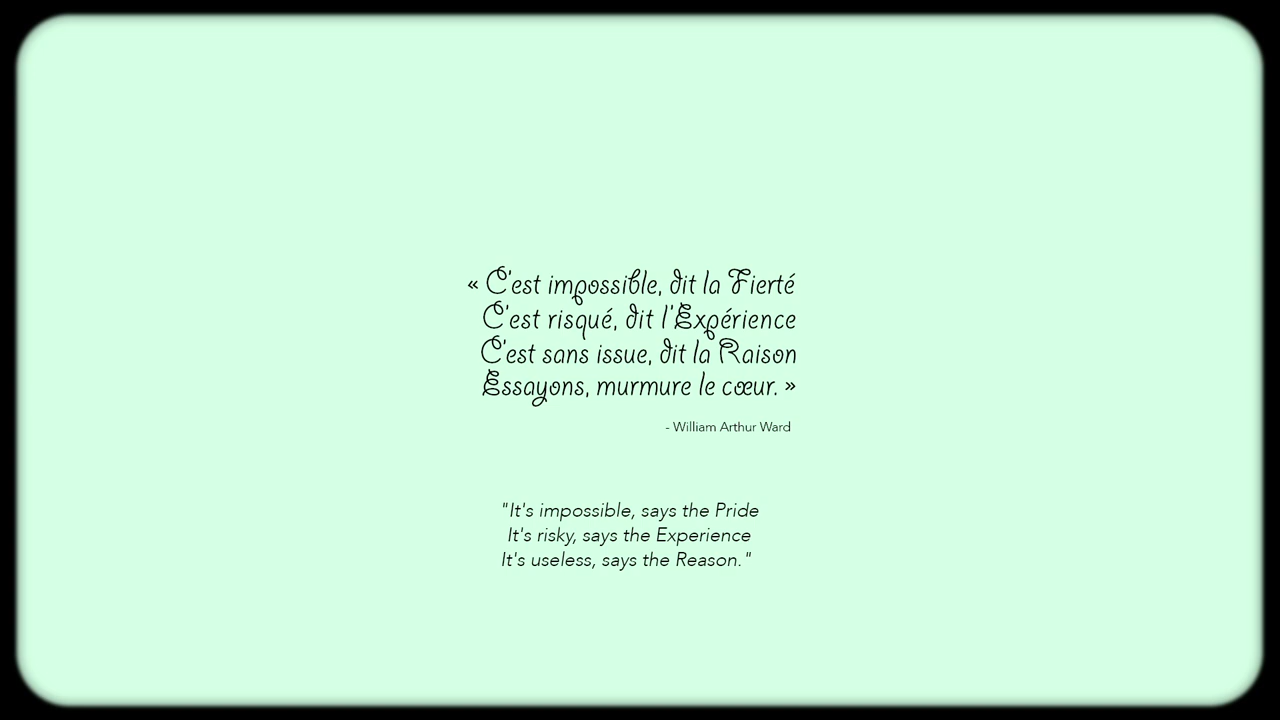 « C'est impossible, dit la Fierté
C'est risqué, dit l'Expérience
C'est sans issue, dit la Raison
Essayons, murmure le cœur. »
- William Arthur Ward
"It's impossible, says the Pride
It's risky, says the Experience
It's useless, says the Reason."